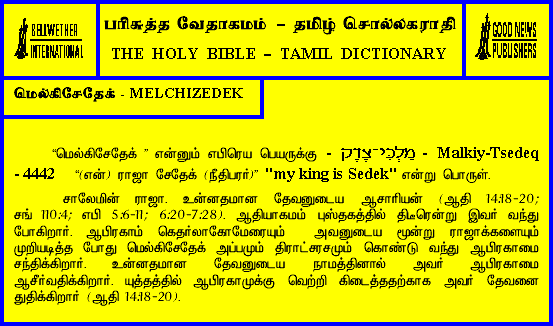 BELLWETHER
INTERNATIONAL
பரிசுத்த வேதாகமம் – தமிழ் சொல்லகராதி
THE HOLY BIBLE – TAMIL DICTIONARY
GOOD NEWS
PUBLISHERS
மெல்கிசேதேக் - MELCHIZEDEK
“மெல்கிசேதேக் ” என்னும் எபிரெய பெயருக்கு - מַלְכִּי־צֶדֶק - Malkiy-Tsedeq
- 4442 “(என்) ராஜா சேதேக் (நீதிபரர்)” "my king is Sedek" என்று பொருள்.
சாலேமின் ராஜா. உன்னதமான தேவனுடைய ஆசாரியன் (ஆதி 14:18-20;
சங் 110:4; எபி 5:6-11; 6:20-7:28). ஆதியாகமம் புஸ்தகத்தில் திடீரென்று இவர் வந்து
போகிறார். ஆபிரகாம் கெதர்லாகோமேரையும் அவனுடைய மூன்று ராஜாக்களையும்
முறியடித்த போது மெல்கிசேதேக் அப்பமும் திராட்சரசமும் கொண்டு வந்து ஆபிரகாமை
சந்திக்கிறார். உன்னதமான தேவனுடைய நாமத்தினால் அவர் ஆபிரகாமை
ஆசீர்வதிக்கிறார். யுத்தத்தில் ஆபிரகாமுக்கு வெற்றி கிடைத்ததற்காக அவர் தேவனை
துதிக்கிறார் (ஆதி 14:18-20).